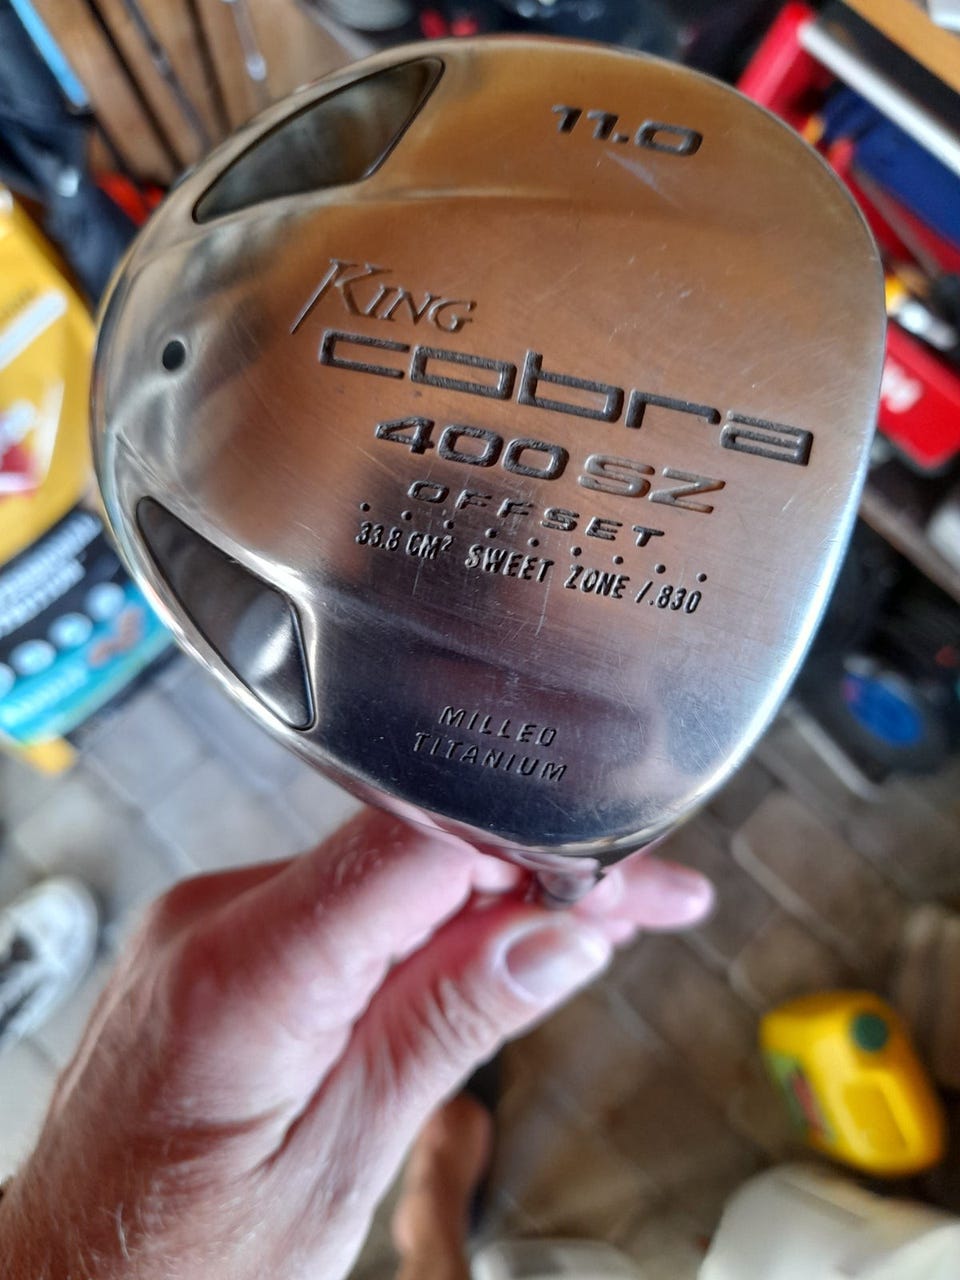 11.0
KING
cobra
400 SZ
OFFSET
33.8 CM² SWEET ZONE /.830
MILLED
TITANIUM